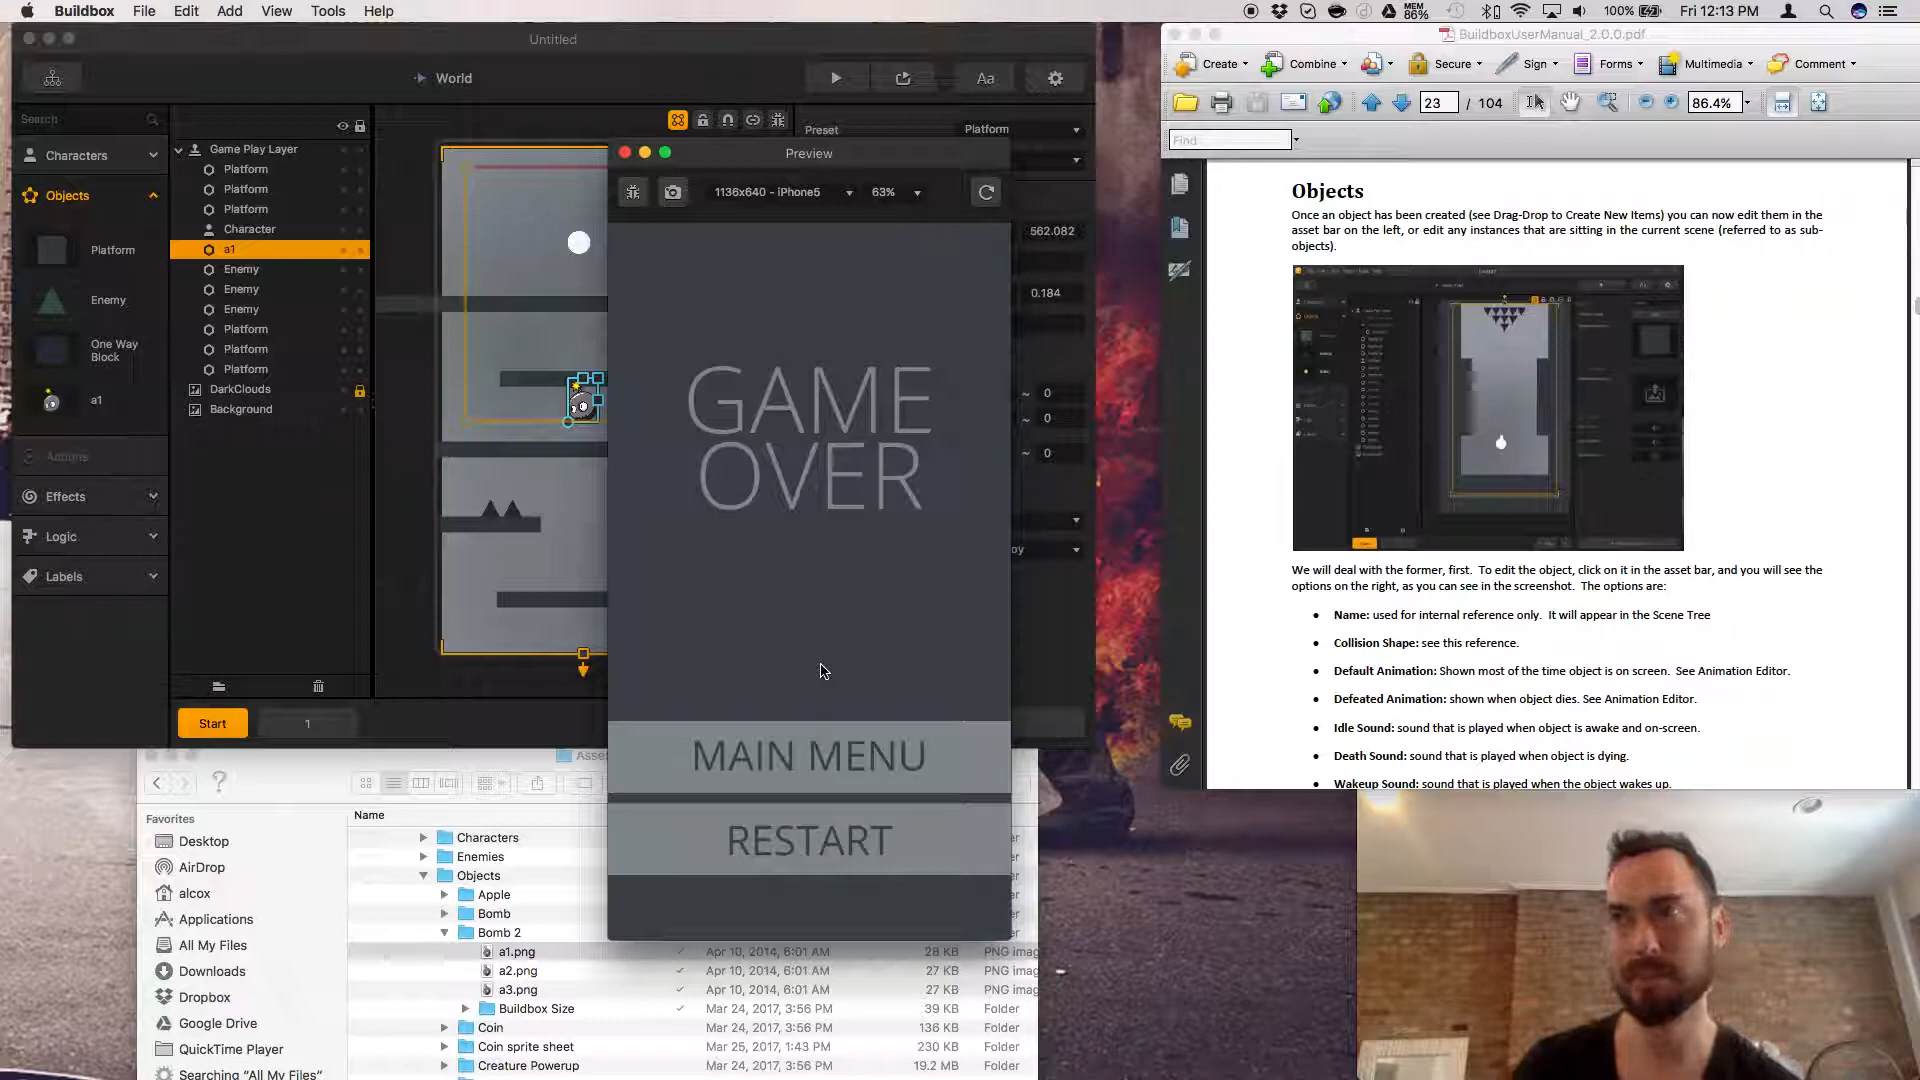 Buildbox File Edit Add View Tools Help
MEM 86% 100% Fri 12:13 PM
Untitled
World
Aa
Search
Characters
Objects
Platform
Enemy
One Way Block
a1
Effects
Logic
Labels
Game Play Layer
Platform
Platform
Platform
Character
a1
Enemy
Enemy
Enemy
Platform
Platform
Platform
DarkClouds
Background
Start 1
Preset Platform
562.082
0.184
~ 0
~ 0
~ 0
oy
Preview
1136x640 - iPhone5 63%
GAME
OVER
MAIN MENU
RESTART
BuildboxUserManual_2.0.0.pdf
Create Combine Secure Sign Forms Multimedia Comment
23 / 104 86.4%
Find
Objects
Once an object has been created (see Drag-Drop to Create New Items) you can now edit them in the
asset bar on the left, or edit any instances that are sitting in the current scene (referred to as sub-
objects).
We will deal with the former, first. To edit the object, click on it in the asset bar, and you will see the
options on the right, as you can see in the screenshot. The options are:
• Name: used for internal reference only. It will appear in the Scene Tree
• Collision Shape: see this reference.
• Default Animation: Shown most of the time object is on screen. See Animation Editor.
• Defeated Animation: shown when object dies. See Animation Editor.
• Idle Sound: sound that is played when object is awake and on-screen.
• Death Sound: sound that is played when object is dying.
• Wakeup Sound: sound that is played when the object wakes up.
Favorites
Desktop
AirDrop
alcox
Applications
All My Files
Downloads
Dropbox
Google Drive
QuickTime Player
Searching "All My Files"
Name
Characters
Enemies
Objects
Apple
Bomb
Bomb 2
a1.png Apr 10, 2014, 6:01 AM 28 KB PNG imag
a2.png Apr 10, 2014, 6:01 AM 27 KB PNG imag
a3.png Apr 10, 2014, 6:01 AM 27 KB PNG imag
Buildbox Size Mar 24, 2017, 3:56 PM 39 KB Folder
Coin Mar 24, 2017, 3:56 PM 136 KB Folder
Coin sprite sheet Mar 25, 2017, 1:43 PM 230 KB Folder
Creature Powerup Mar 24, 2017, 3:56 PM 19.2 MB Folder